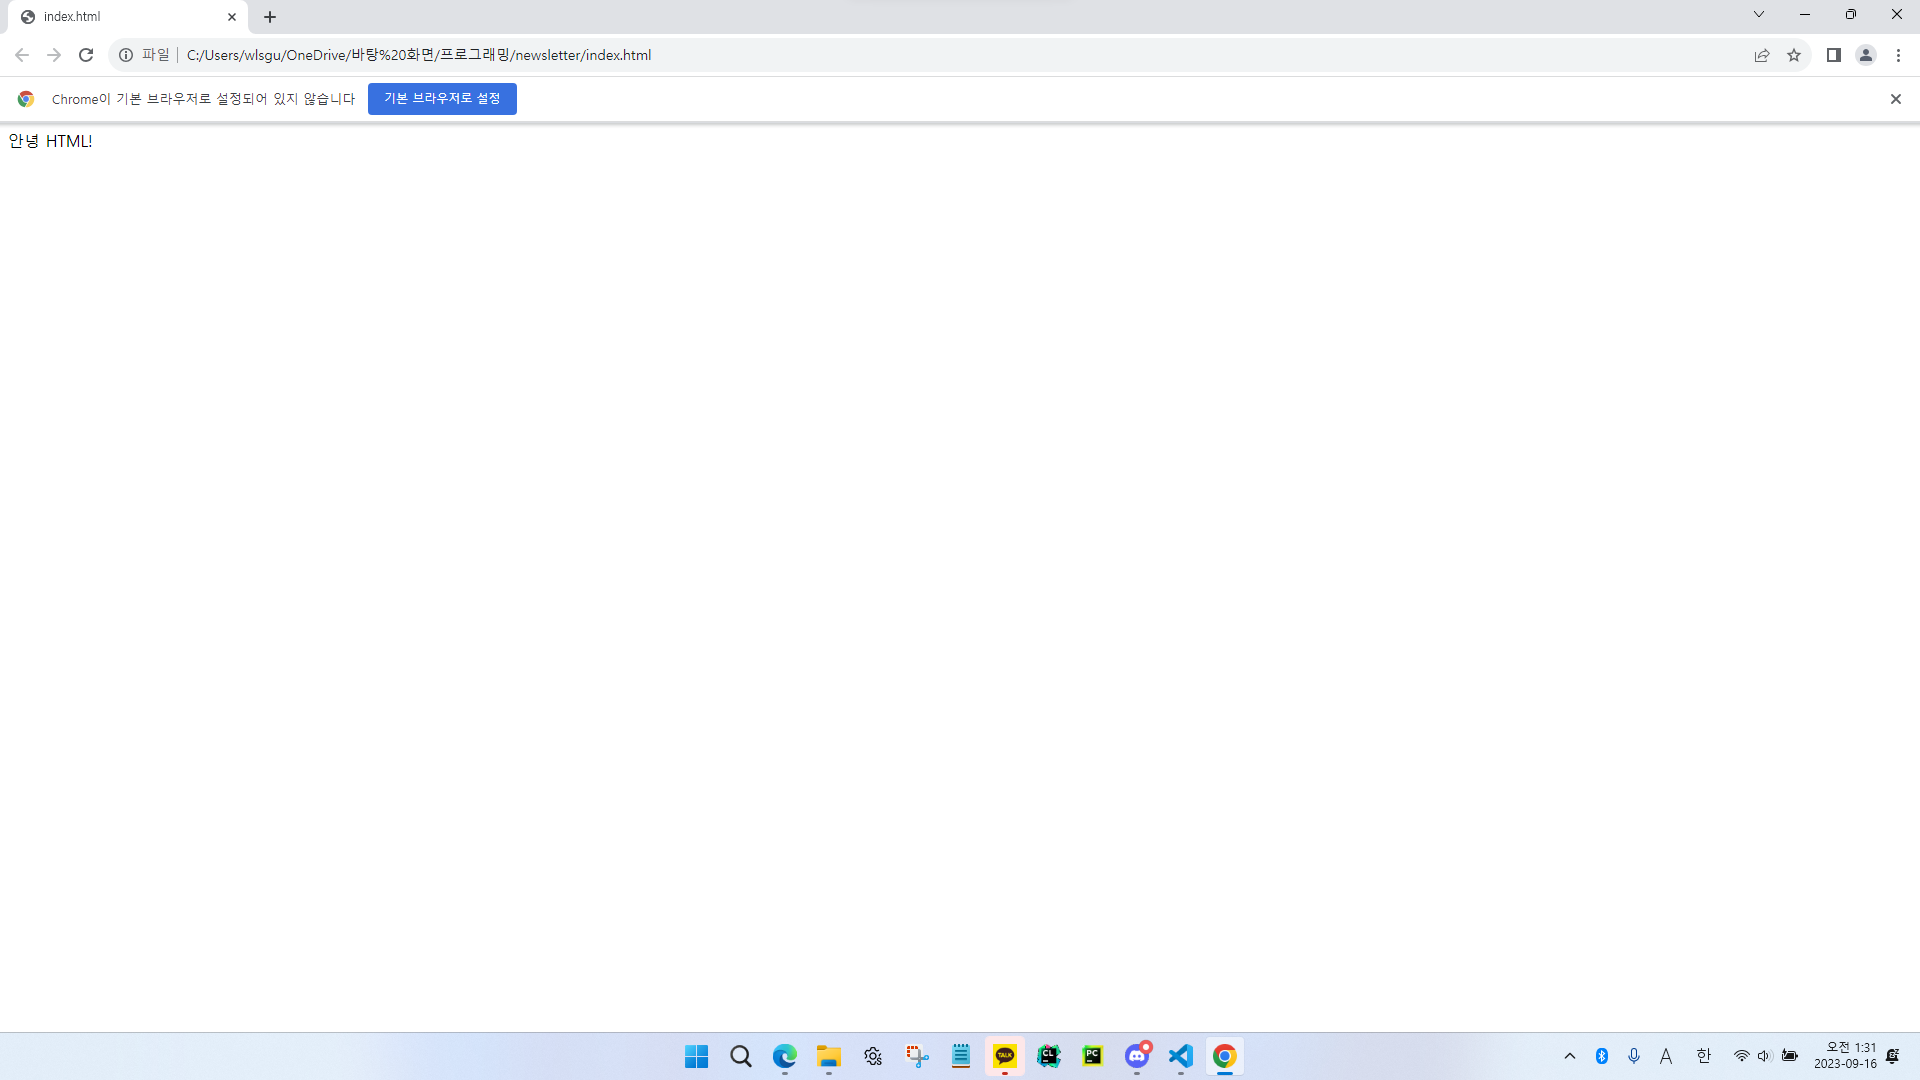 index.html
파일 C:/Users/wlsgu/OneDrive/바탕%20화면/프로그래밍/newsletter/index.html
Chrome이 기본 브라우저로 설정되어 있지 않습니다 기본 브라우저로 설정
안녕 HTML!
TALK CL PC A 한 오전 1:31
2023-09-16